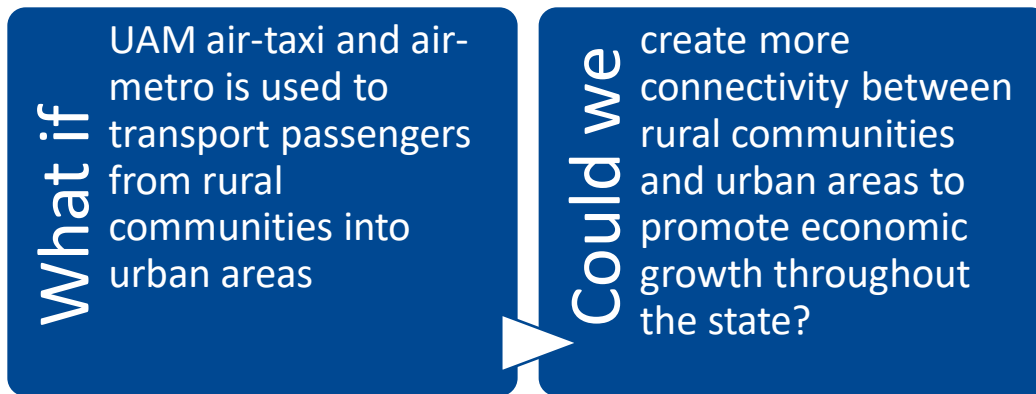 What if
UAM air-taxi and air-
metro is used to
transport passengers
from rural
communities into
urban areas
Could we
create more
connectivity between
rural communities
and urban areas to
promote economic
growth throughout
the state?